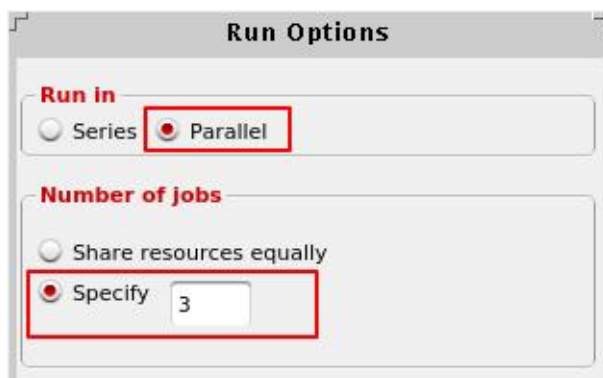 Run Options
Run in
Series Parallel
Number of jobs
Share resources equally
Specify 3